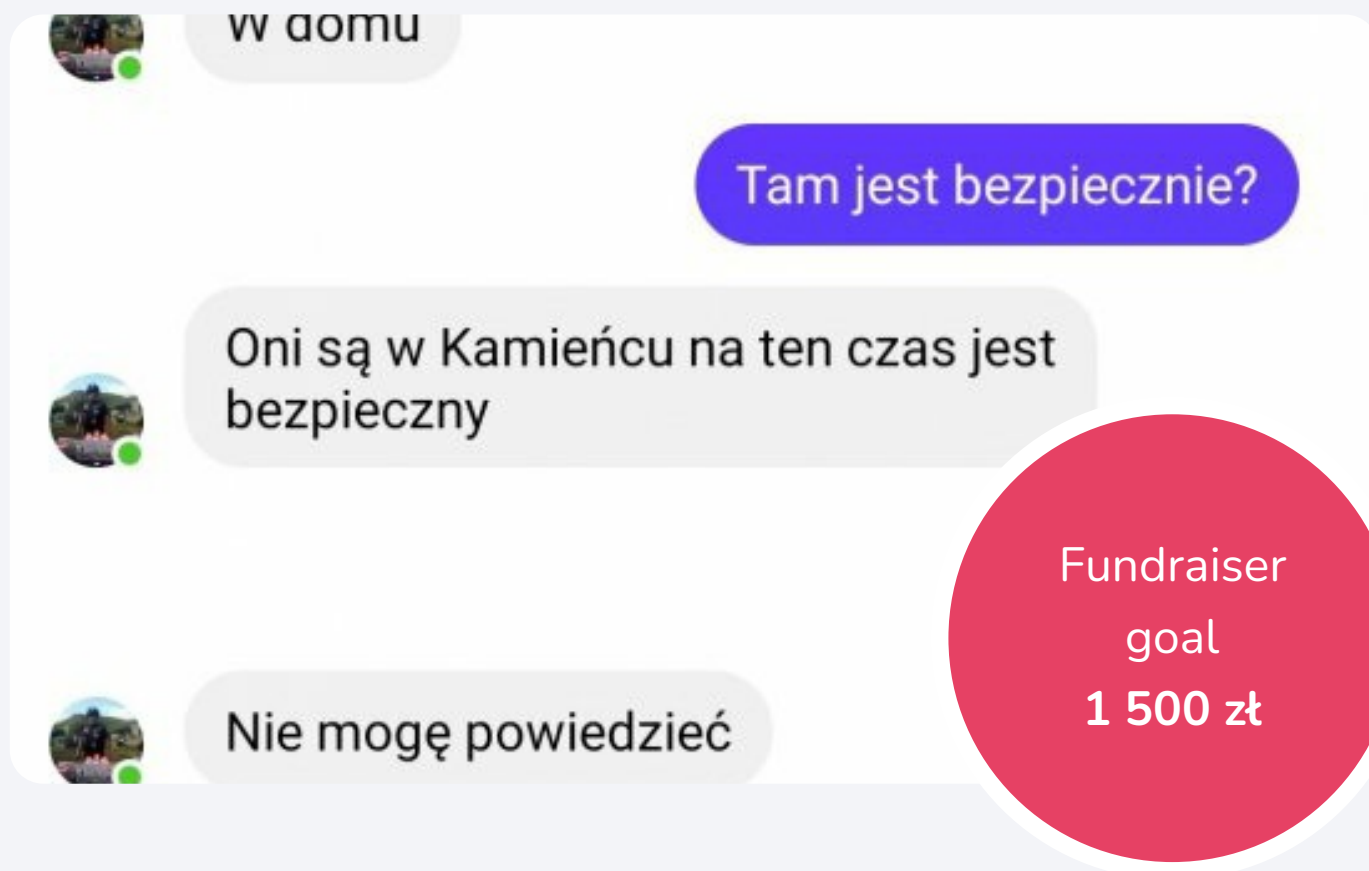 W domu
Tam jest bezpiecznie?
Oni są w Kamieńcu na ten czas jest
bezpieczny
Nie mogę powiedzieć
Fundraiser
goal
1 500 zł